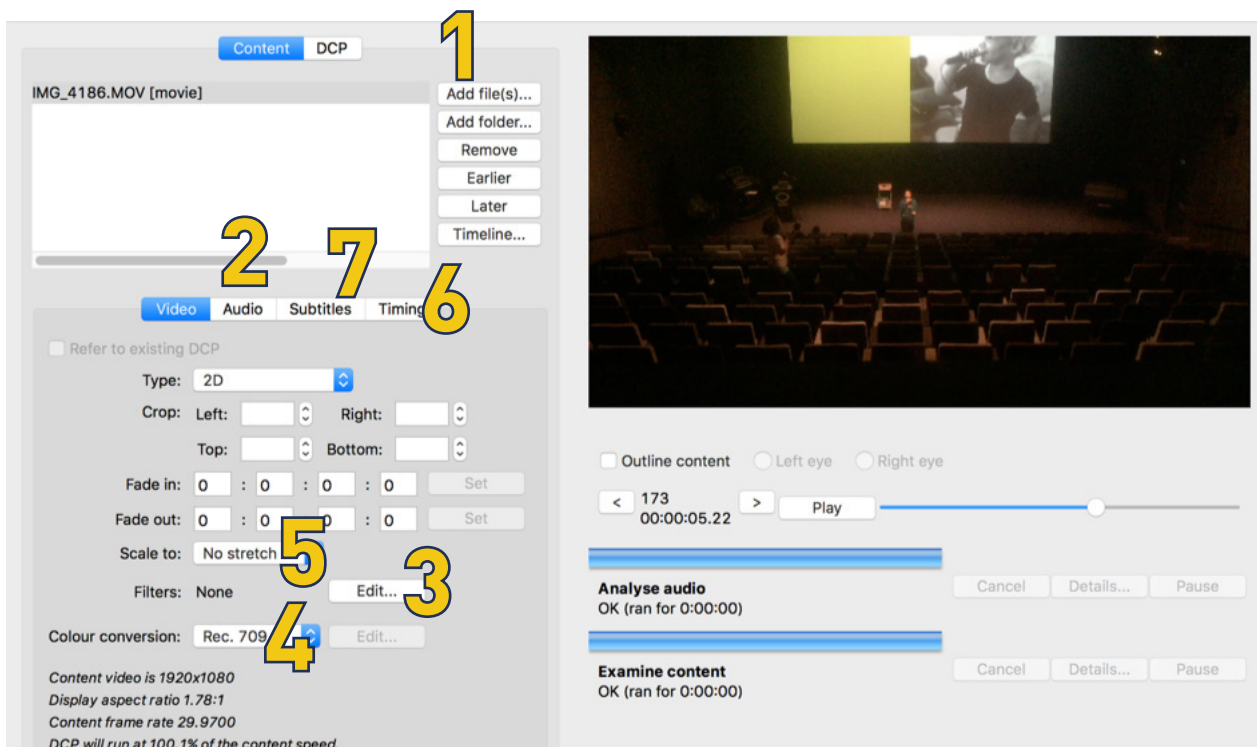 Content DCP
1
IMG_4186.MOV [movie]
Add file(s)...
Add folder...
Remove
Earlier
Later
Timeline...
2 7 6
Video Audio Subtitles Timing
Refer to existing DCP
Type: 2D
Crop: Left: Right:
Top: Bottom:
Fade in: 0 : 0 : 0 : 0 Set
Fade out: 0 : 0 : 0 : 0 Set
Scale to: No stretch 5
Filters: None Edit... 3
Colour conversion: Rec. 709 4 Edit...
Content video is 1920x1080
Display aspect ratio 1.78:1
Content frame rate 29.9700
DCP will run at 100.1% of the content speed.
Outline content Left eye Right eye
< 173 > Play
00:00:05.22
Analyse audio Cancel Details... Pause
OK (ran for 0:00:00)
Examine content Cancel Details... Pause
OK (ran for 0:00:00)